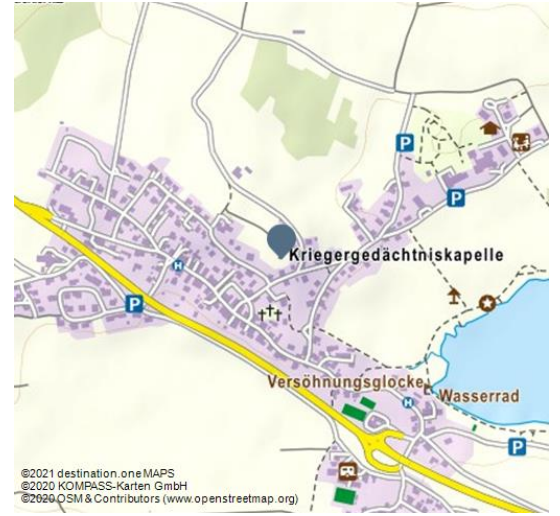 P
P
Kriegergedächtniskapelle
H
P
Versöhnungsglocke
Wasserrad
H
P
©2021 destination.one MAPS
©2020 KOMPASS-Karten GmbH
©2020 OSM & Contributors (www.openstreetmap.org)